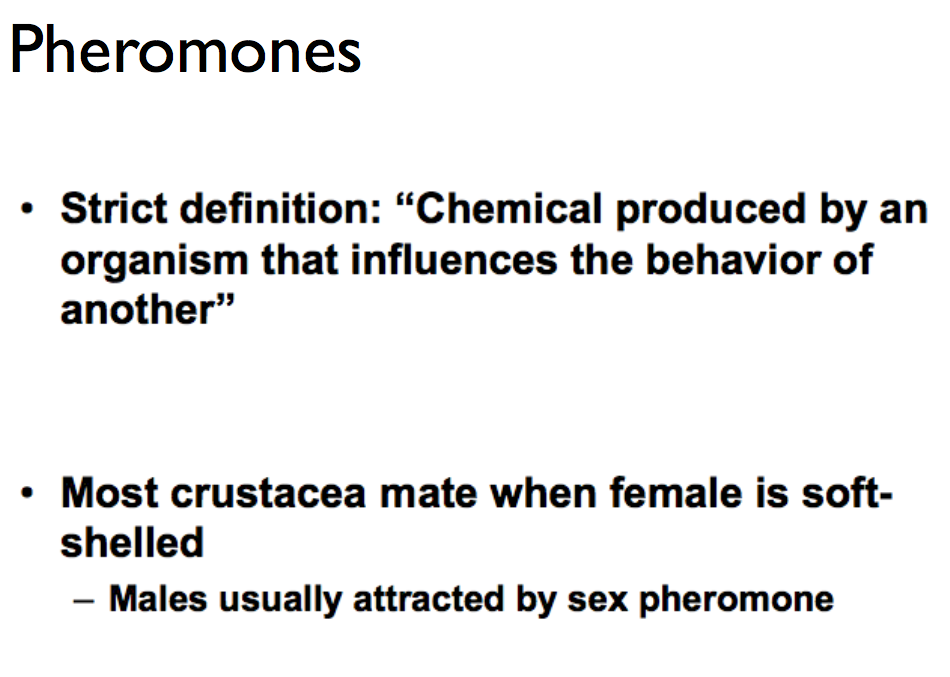 Pheromones
• Strict definition: “Chemical produced by an
organism that influences the behavior of
another”
• Most crustacea mate when female is soft-
shelled
– Males usually attracted by sex pheromone